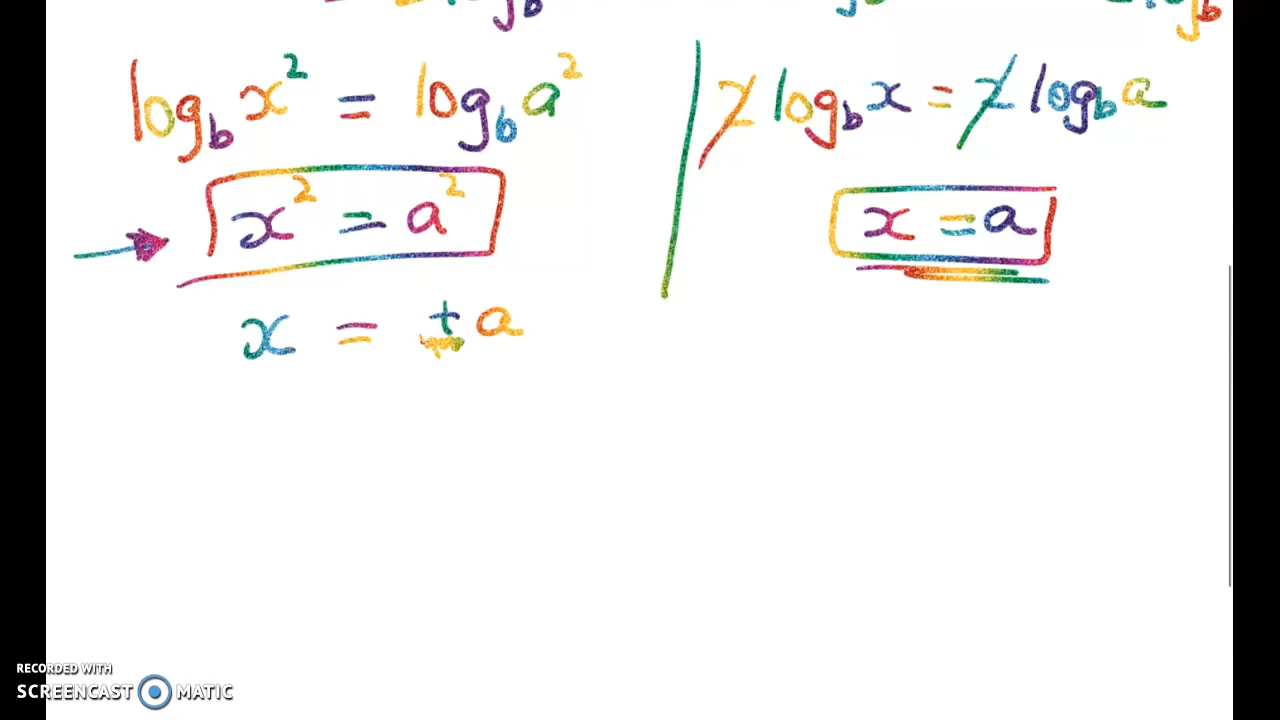 log_b x² = log_b a²
x² = a²
x = ± a
2 log_b x = 2 log_b a
x = a
RECORDED WITH
SCREENCAST MATIC